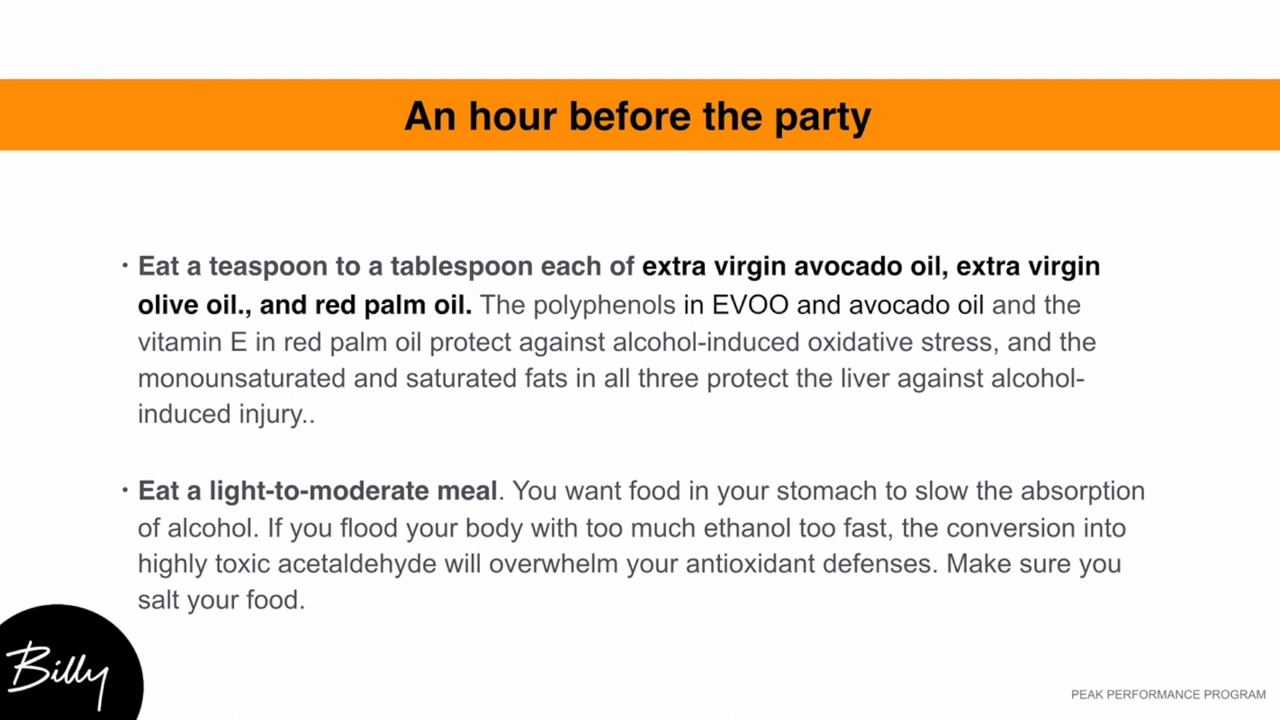 An hour before the party
• Eat a teaspoon to a tablespoon each of extra virgin avocado oil, extra virgin
olive oil., and red palm oil. The polyphenols in EVOO and avocado oil and the
vitamin E in red palm oil protect against alcohol-induced oxidative stress, and the
monounsaturated and saturated fats in all three protect the liver against alcohol-
induced injury..
• Eat a light-to-moderate meal. You want food in your stomach to slow the absorption
of alcohol. If you flood your body with too much ethanol too fast, the conversion into
highly toxic acetaldehyde will overwhelm your antioxidant defenses. Make sure you
salt your food.
Billy
PEAK PERFORMANCE PROGRAM